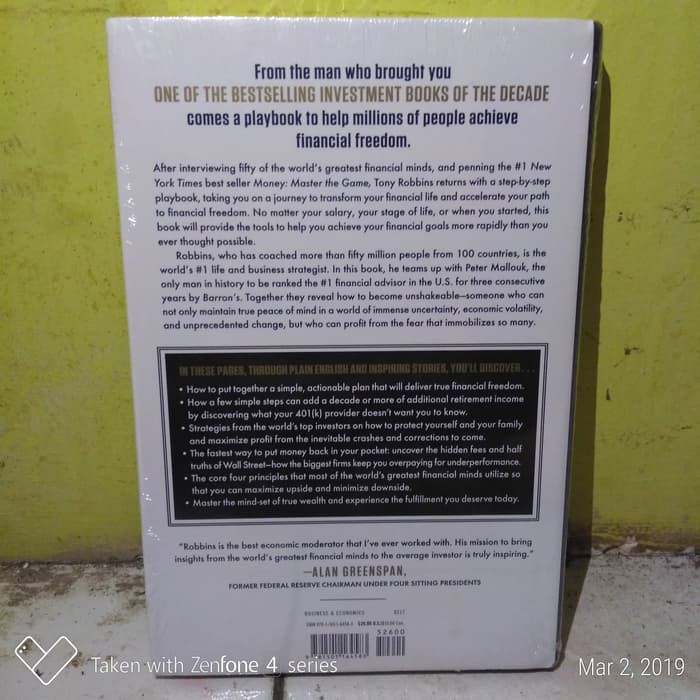 From the man who brought you
ONE OF THE BESTSELLING INVESTMENT BOOKS OF THE DECADE
comes a playbook to help millions of people achieve
financial freedom.
After interviewing fifty of the world's greatest financial minds, and penning the #1 New
York Times best seller Money: Master the Game, Tony Robbins returns with a step-by-step
playbook, taking you on a journey to transform your financial life and accelerate your path
to financial freedom. No matter your salary, your stage of life, or when you started, this
book will provide the tools to help you achieve your financial goals more rapidly than you
ever thought possible.
Robbins, who has coached more than fifty million people from 100 countries, is the
world's #1 life and business strategist. In this book, he teams up with Peter Mallouk, the
only man in history to be ranked the #1 financial advisor in the U.S. for three consecutive
years by Barron's. Together they reveal how to become unshakeable—someone who can
not only maintain true peace of mind in a world of immense uncertainty, economic volatility,
and unprecedented change, but who can profit from the fear that immobilizes so many.
IN THESE PAGES, THROUGH PLAIN ENGLISH AND INSPIRING STORIES, YOU'LL DISCOVER...
• How to put together a simple, actionable plan that will deliver true financial freedom.
• How a few simple steps can add a decade or more of additional retirement income
by discovering what your 401(k) provider doesn't want you to know.
• Strategies from the world's top investors on how to protect yourself and your family
and maximize profit from the inevitable crashes and corrections to come.
• The fastest way to put money back in your pocket: uncover the hidden fees and half
truths of Wall Street—how the biggest firms keep you overpaying for underperformance.
• The core four principles that most of the world's greatest financial minds utilize so
that you can maximize upside and minimize downside.
• Master the mind-set of true wealth and experience the fulfillment you deserve today.
"Robbins is the best economic moderator that I've ever worked with. His mission to bring
insights from the world's greatest financial minds to the average investor is truly inspiring."
—ALAN GREENSPAN,
FORMER FEDERAL RESERVE CHAIRMAN UNDER FOUR SITTING PRESIDENTS
BUSINESS & ECONOMICS
52600
Taken with Zenfone 4 series
Mar 2, 2019